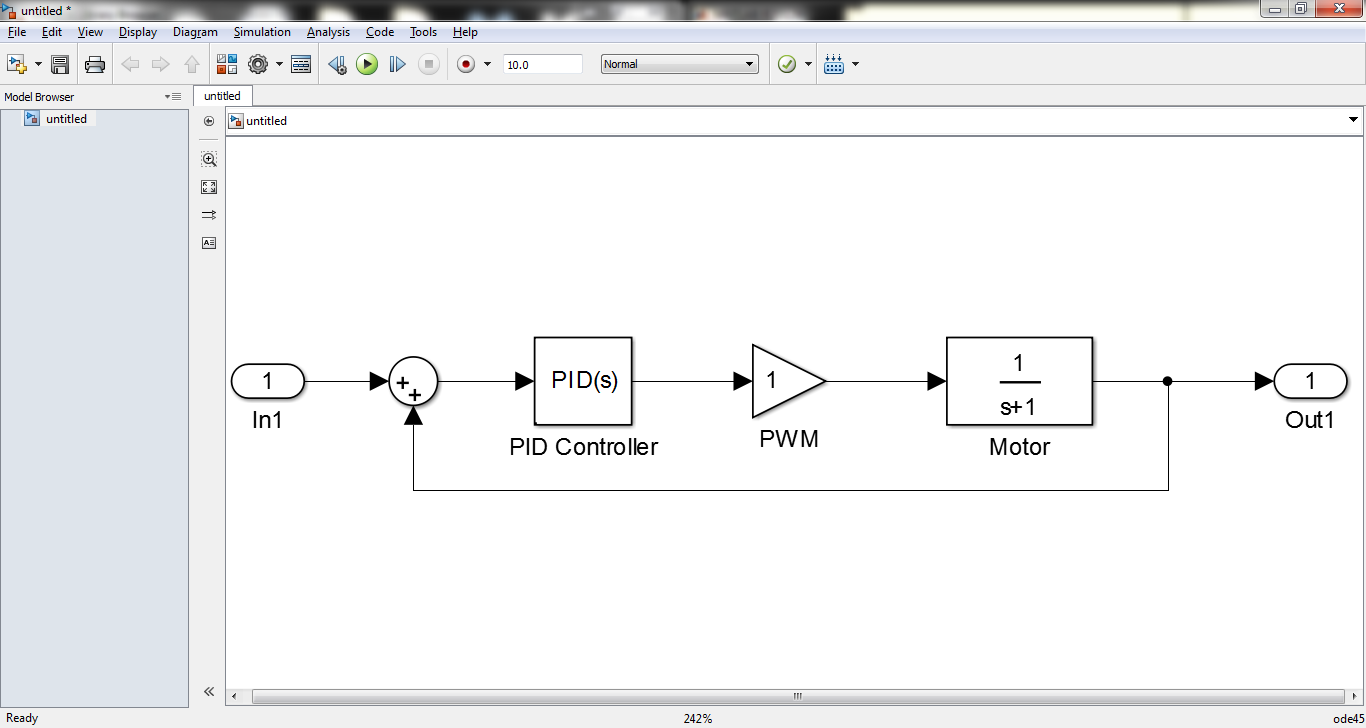 untitled *
File Edit View Display Diagram Simulation Analysis Code Tools Help
10.0 Normal
Model Browser
untitled
untitled
untitled
1
In1
+
+
PID(s)
PID Controller
1
PWM
1
s+1
Motor
1
Out1
Ready 242% ode45